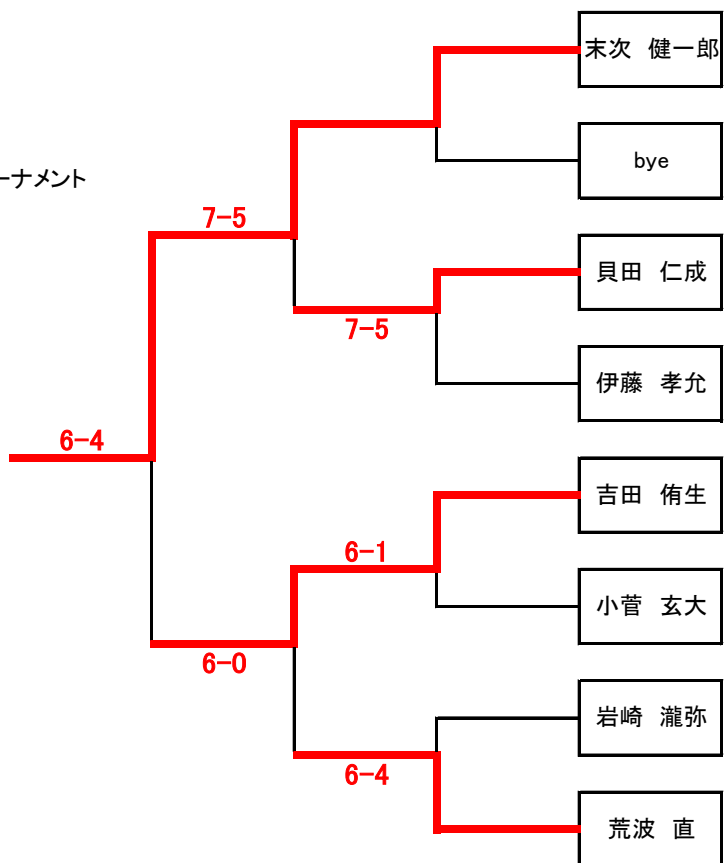 末次 健一郎
bye
ーナメント
7-5
貝田 仁成
7-5
伊藤 孝允
6-4
吉田 侑生
6-1
小菅 玄大
6-0
岩崎 瀧弥
6-4
荒波 直